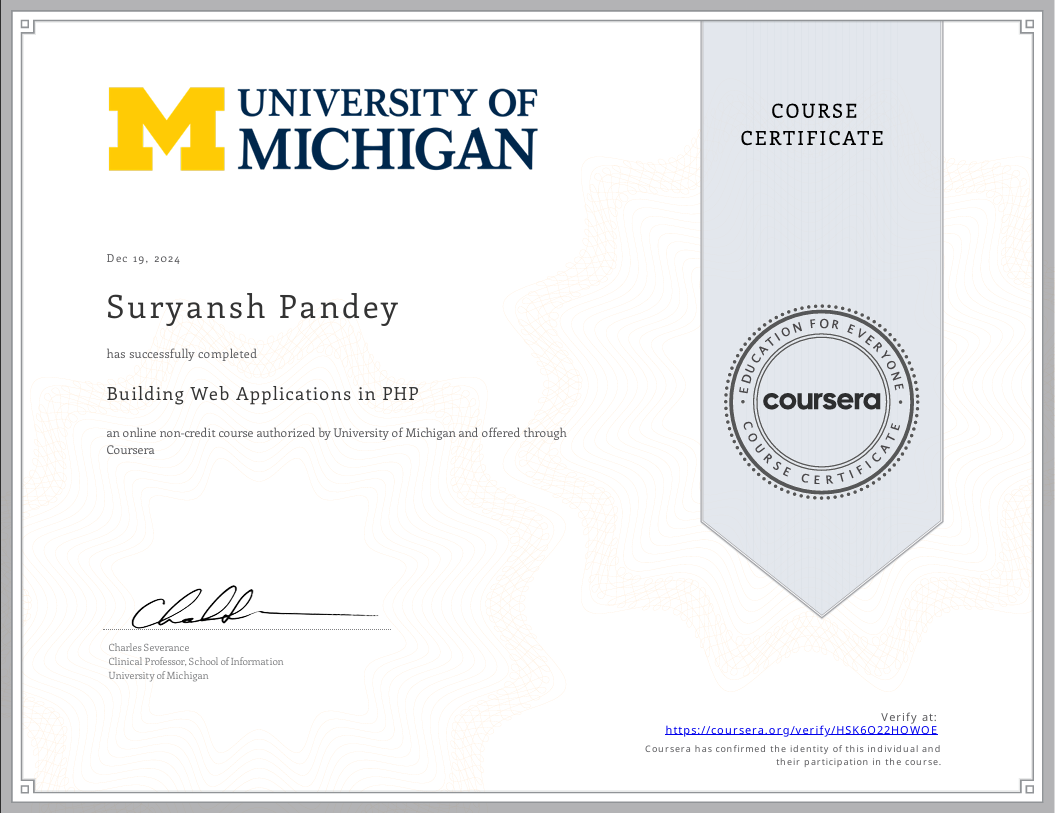 UNIVERSITY OF
MICHIGAN
COURSE
CERTIFICATE
Dec 19, 2024
Suryansh Pandey
has successfully completed
Building Web Applications in PHP
an online non-credit course authorized by University of Michigan and offered through
Coursera
EDUCATION FOR EVERYONE
coursera
COURSE CERTIFICATE
Charles Severance
Clinical Professor, School of Information
University of Michigan
Verify at:
https://coursera.org/verify/HSK6O22HOWOE
Coursera has confirmed the identity of this individual and
their participation in the course.